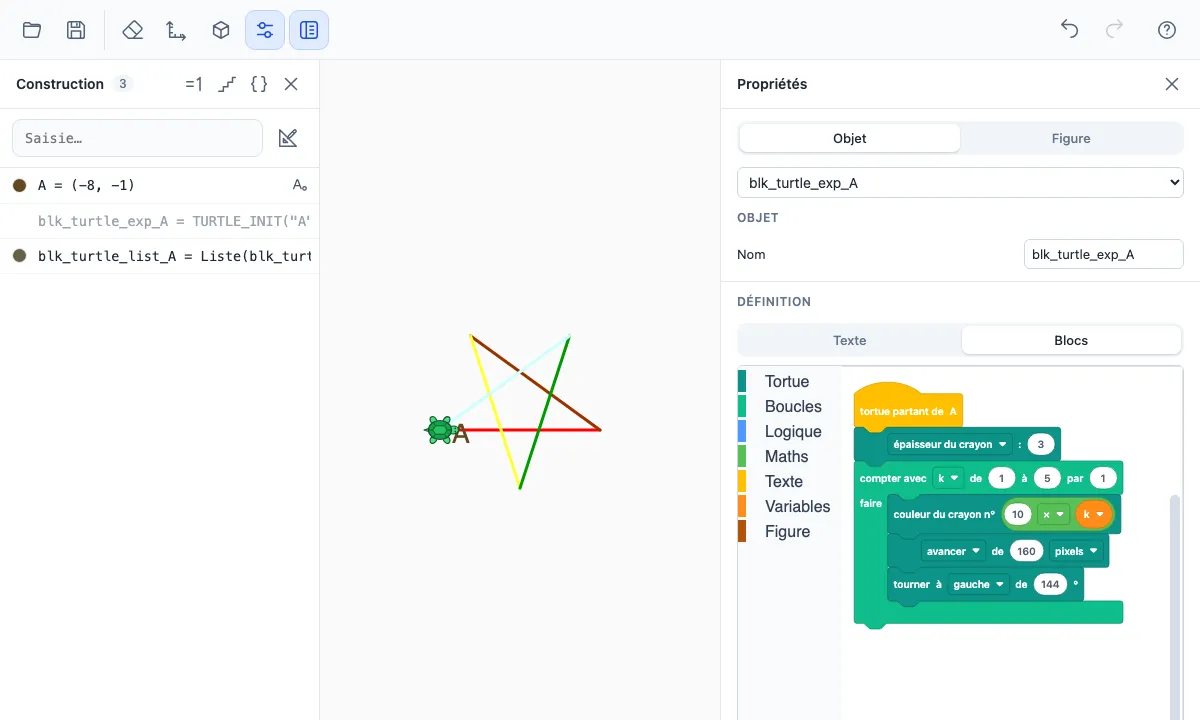 Construction 3
=1
{}
Saisie…
A = (−8, −1)
blk_turtle_exp_A = TURTLE_INIT("A"
blk_turtle_list_A = Liste(blk_turt
A
Propriétés
Objet Figure
blk_turtle_exp_A
OBJET
Nom blk_turtle_exp_A
DÉFINITION
Texte Blocs
Tortue
Boucles
Logique
Maths
Texte
Variables
Figure
tortue partant de A
épaisseur du crayon : 3
compter avec k de 1 à 5 par 1
faire
couleur du crayon n° 10 × k
avancer de 160 pixels
tourner à gauche de 144 °